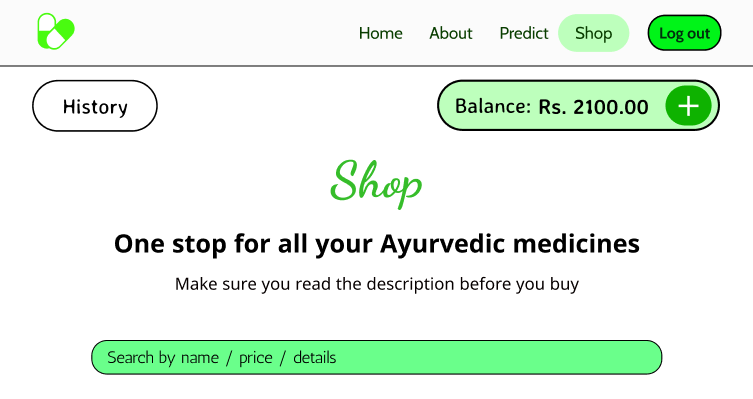 Home About Predict Shop Log out
History Balance: Rs. 2100.00 +
Shop
One stop for all your Ayurvedic medicines
Make sure you read the description before you buy
Search by name / price / details